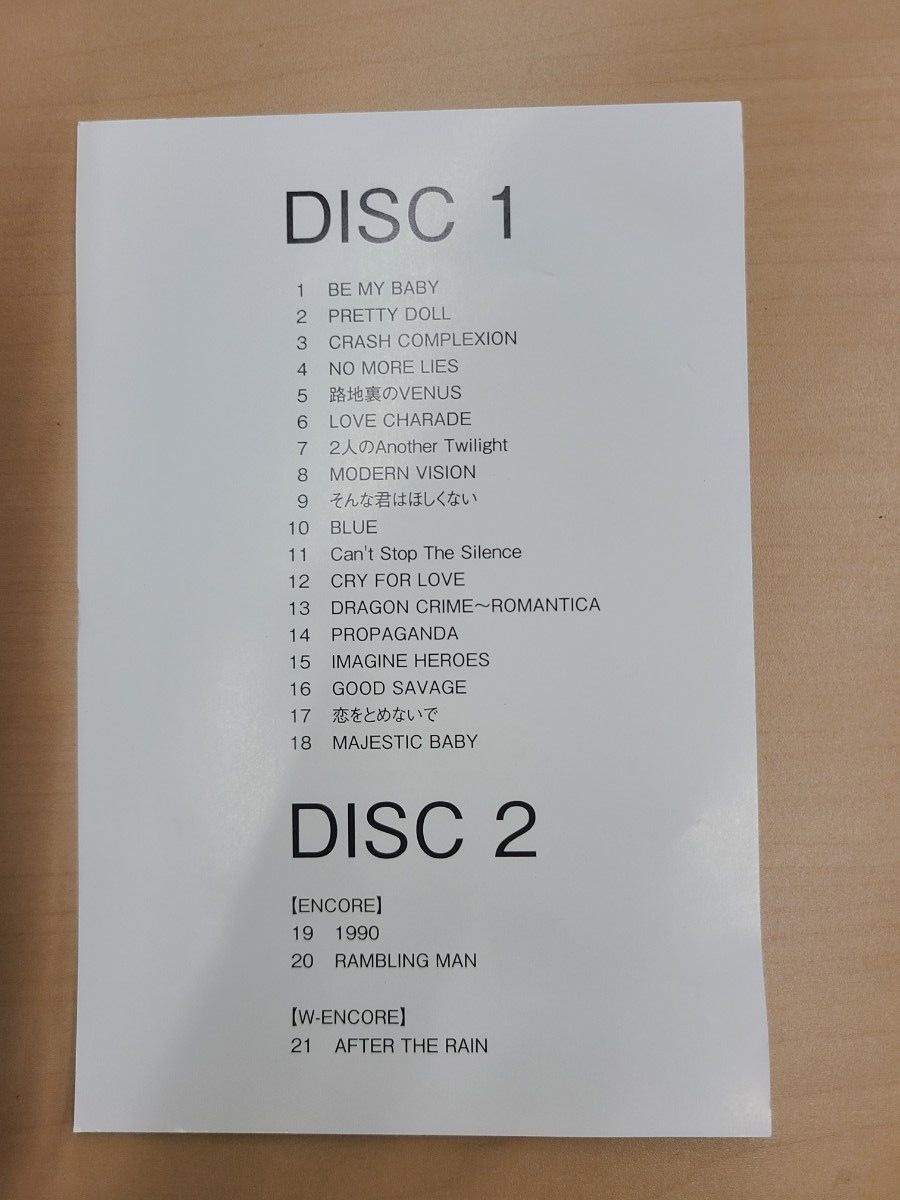 DISC 1
1 BE MY BABY
2 PRETTY DOLL
3 CRASH COMPLEXION
4 NO MORE LIES
5 路地裏のVENUS
6 LOVE CHARADE
7 2人のAnother Twilight
8 MODERN VISION
9 そんな君はほしくない
10 BLUE
11 Can't Stop The Silence
12 CRY FOR LOVE
13 DRAGON CRIME〜ROMANTICA
14 PROPAGANDA
15 IMAGINE HEROES
16 GOOD SAVAGE
17 恋をとめないで
18 MAJESTIC BABY
DISC 2
【ENCORE】
19 1990
20 RAMBLING MAN
【W-ENCORE】
21 AFTER THE RAIN